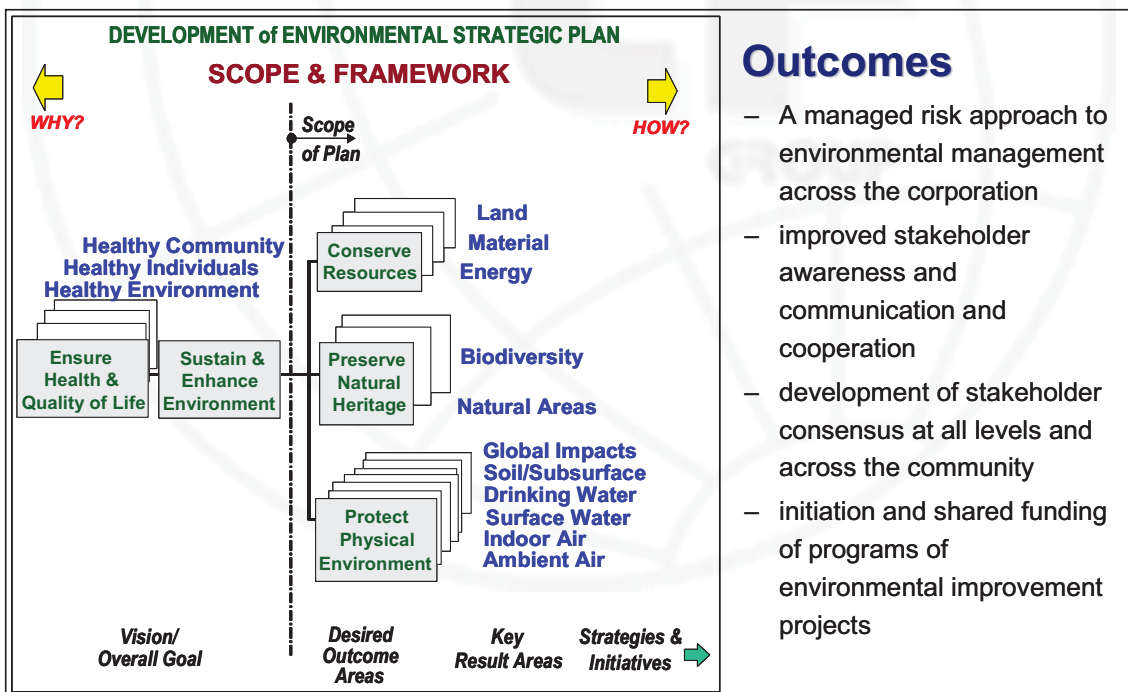 DEVELOPMENT of ENVIRONMENTAL STRATEGIC PLAN
SCOPE & FRAMEWORK
WHY?
HOW?
Scope
of Plan
Healthy Community
Healthy Individuals
Healthy Environment
Ensure
Health &
Quality of Life
Sustain &
Enhance
Environment
Conserve
Resources
Land
Material
Energy
Preserve
Natural
Heritage
Biodiversity
Natural Areas
Protect
Physical
Environment
Global Impacts
Soil/Subsurface
Drinking Water
Surface Water
Indoor Air
Ambient Air
Vision/
Overall Goal
Desired
Outcome
Areas
Key
Result Areas
Strategies &
Initiatives
Outcomes
– A managed risk approach to
environmental management
across the corporation
– improved stakeholder
awareness and
communication and
cooperation
– development of stakeholder
consensus at all levels and
across the community
– initiation and shared funding
of programs of
environmental improvement
projects